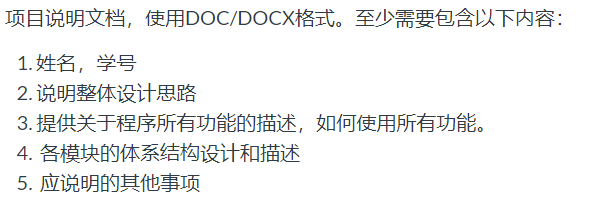 项目说明文档，使用DOC/DOCX格式。至少需要包含以下内容：
1. 姓名，学号
2. 说明整体设计思路
3. 提供关于程序所有功能的描述，如何使用所有功能。
4. 各模块的体系结构设计和描述
5. 应说明的其他事项